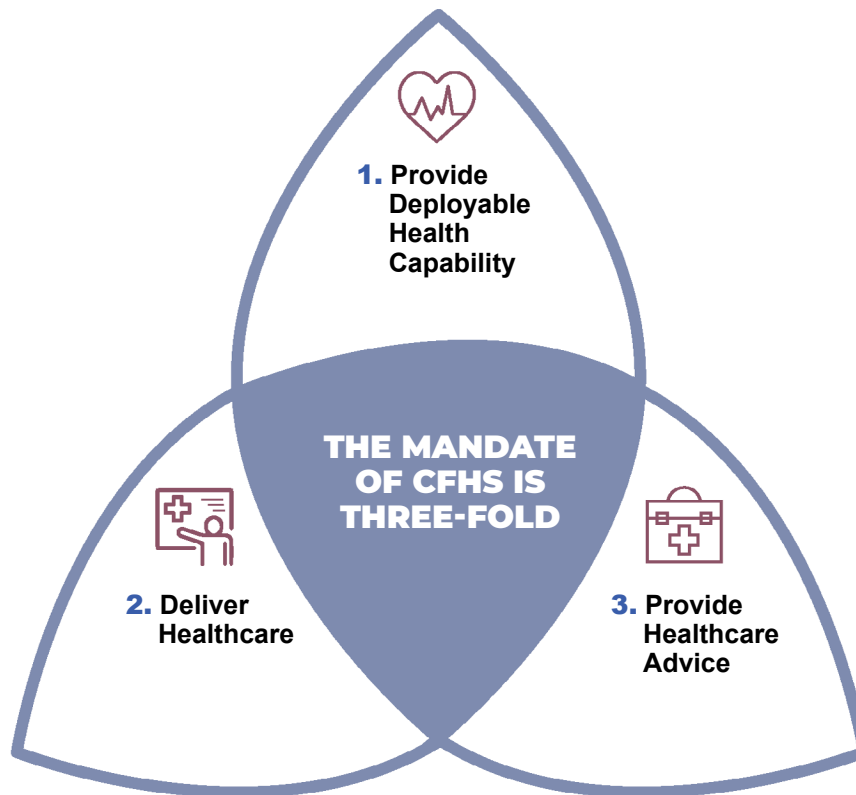 1. Provide
Deployable
Health
Capability
THE MANDATE
OF CFHS IS
THREE-FOLD
2. Deliver
Healthcare
3. Provide
Healthcare
Advice